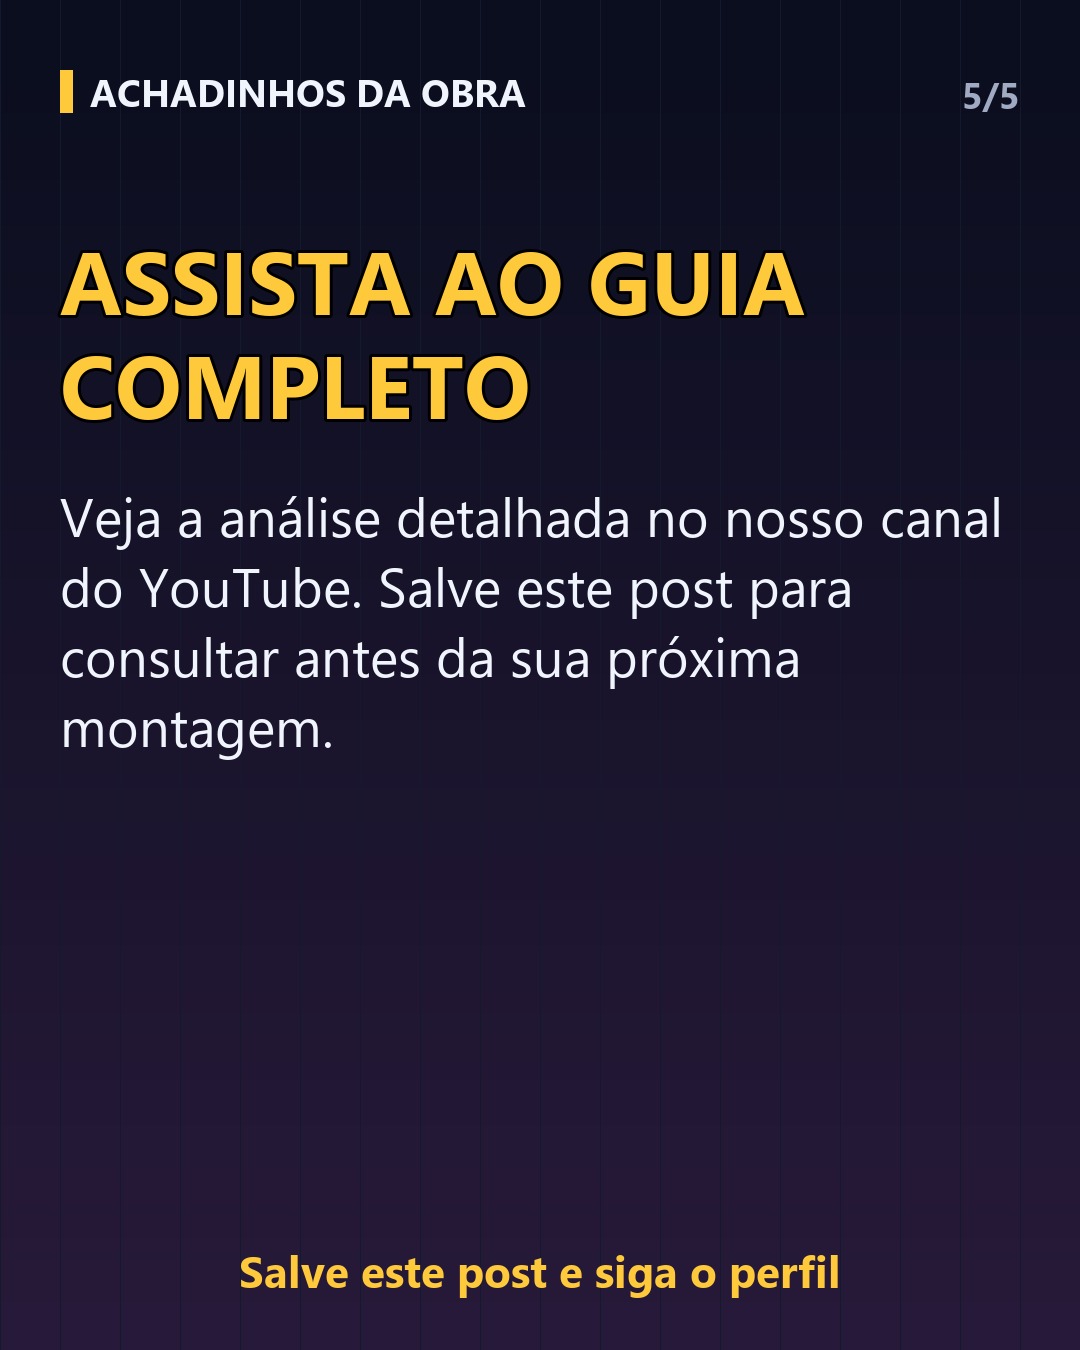 ACHADINHOS DA OBRA
5/5
ASSISTA AO GUIA
COMPLETO
Veja a análise detalhada no nosso canal
do YouTube. Salve este post para
consultar antes da sua próxima
montagem.
Salve este post e siga o perfil